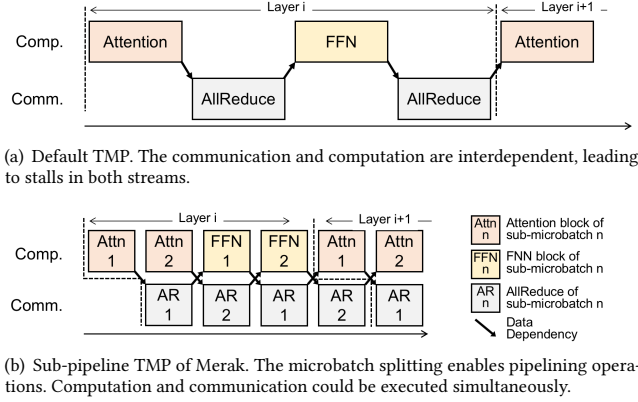 Layer i
Layer i+1
Comp.
Attention
FFN
Attention
Comm.
AllReduce
AllReduce
(a) Default TMP. The communication and computation are interdependent, leading
to stalls in both streams.
Layer i
Layer i+1
Comp.
Attn
1
Attn
2
FFN
1
FFN
2
Attn
1
Attn
2
Comm.
AR
1
AR
2
AR
1
AR
2
AR
1
Attn
n
Attention block of
sub-microbatch n
FFN
n
FNN block of
sub-microbatch n
AR
n
AllReduce of
sub-microbatch n
Data
Dependency
(b) Sub-pipeline TMP of Merak. The microbatch splitting enables pipelining opera-
tions. Computation and communication could be executed simultaneously.